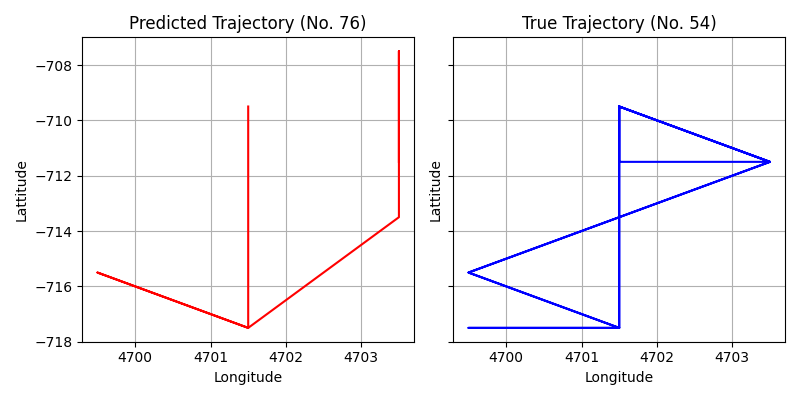 Predicted Trajectory (No. 76)
True Trajectory (No. 54)
Lattitude
−708
−710
−712
−714
−716
−718
4700
4701
4702
4703
Longitude
Lattitude
4700
4701
4702
4703
Longitude